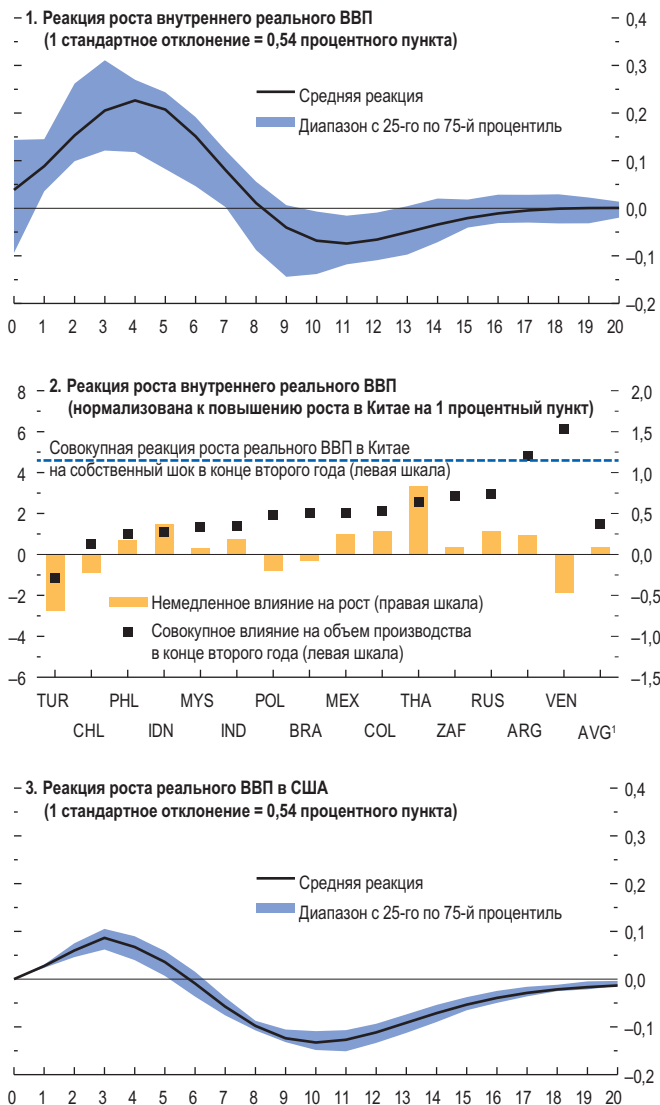 1. Реакция роста внутреннего реального ВВП
(1 стандартное отклонение = 0,54 процентного пункта)
0,4
0,3
0,2
0,1
0,0
–0,1
–0,2
Средняя реакция
Диапазон с 25-го по 75-й процентиль
0 1 2 3 4 5 6 7 8 9 10 11 12 13 14 15 16 17 18 19 20
2. Реакция роста внутреннего реального ВВП
(нормализована к повышению роста в Китае на 1 процентный пункт)
8
6
4
2
0
–2
–4
–6
2,0
1,5
1,0
0,5
0,0
–0,5
–1,0
–1,5
Совокупная реакция роста реального ВВП в Китае
на собственный шок в конце второго года (левая шкала)
Немедленное влияние на рост (правая шкала)
Совокупное влияние на объем производства
в конце второго года (левая шкала)
TUR PHL MYS POL MEX THA RUS VEN
CHL IDN IND BRA COL ZAF ARG AVG¹
3. Реакция роста реального ВВП в США
(1 стандартное отклонение = 0,54 процентного пункта)
0,4
0,3
0,2
0,1
0,0
–0,1
–0,2
Средняя реакция
Диапазон с 25-го по 75-й процентиль
0 1 2 3 4 5 6 7 8 9 10 11 12 13 14 15 16 17 18 19 20